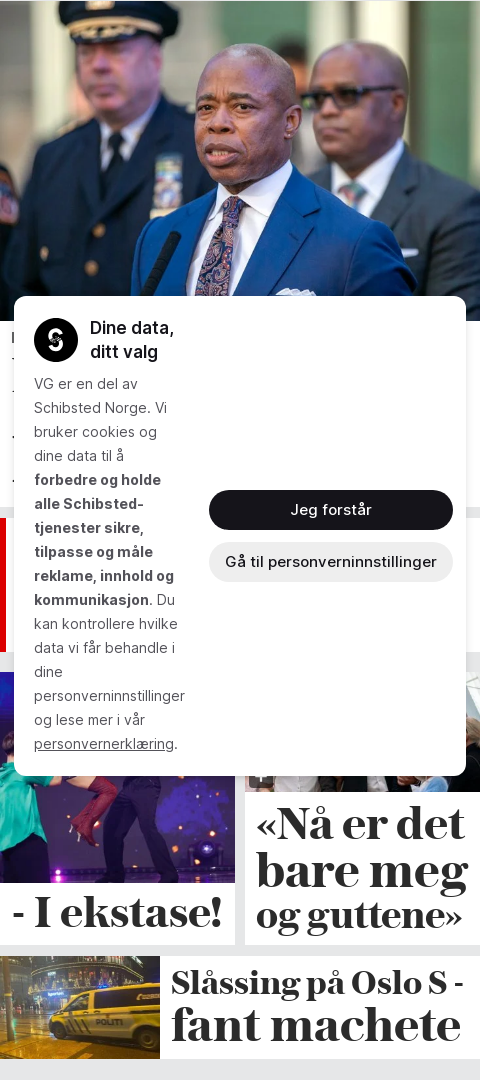 Dine data,
ditt valg
VG er en del av
Schibsted Norge. Vi
bruker cookies og
dine data til å
forbedre og holde
alle Schibsted-
tjenester sikre,
tilpasse og måle
reklame, innhold og
kommunikasjon. Du
kan kontrollere hvilke
data vi får behandle i
dine
personverninnstillinger
og lese mer i vår
personvernerklæring.
Jeg forstår
Gå til personverninnstillinger
- I ekstase!
«Nå er det
bare meg
og guttene»
Slåssing på Oslo S -
fant machete
POLITI